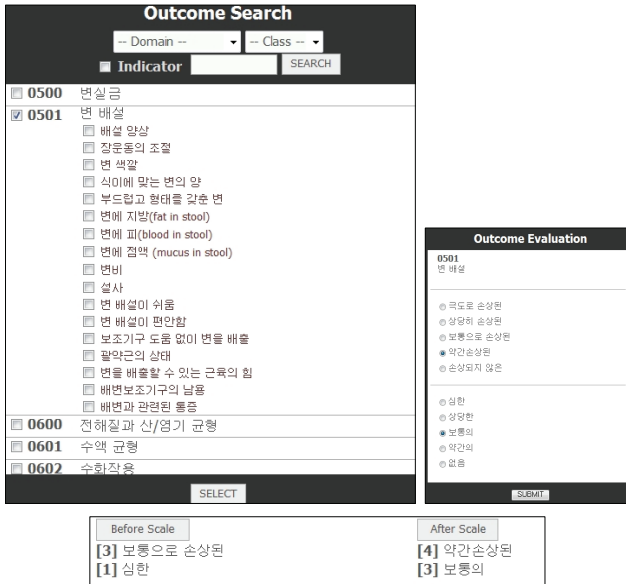 Outcome Search
-- Domain -- -- Class --
Indicator SEARCH
0500 변실금
0501 변 배설
배설 양상
장운동의 조절
변 색깔
식이에 맞는 변의 양
부드럽고 형태를 갖춘 변
변에 지방(fat in stool)
변에 피(blood in stool)
변에 점액 (mucus in stool)
변비
설사
변 배설이 쉬움
변 배설이 편안함
보조기구 도움 없이 변을 배출
괄약근의 상태
변을 배출할 수 있는 근육의 힘
배변보조기구의 남용
배변과 관련된 통증
0600 전해질과 산/염기 균형
0601 수액 균형
0602 수화작용
SELECT
Outcome Evaluation
0501
변 배설
극도로 손상된
상당히 손상된
보통으로 손상된
약간손상된
손상되지 않은
심한
상당한
보통의
약간의
없음
SUBMIT
Before Scale After Scale
[3] 보통으로 손상된 [4] 약간손상된
[1] 심한 [3] 보통의